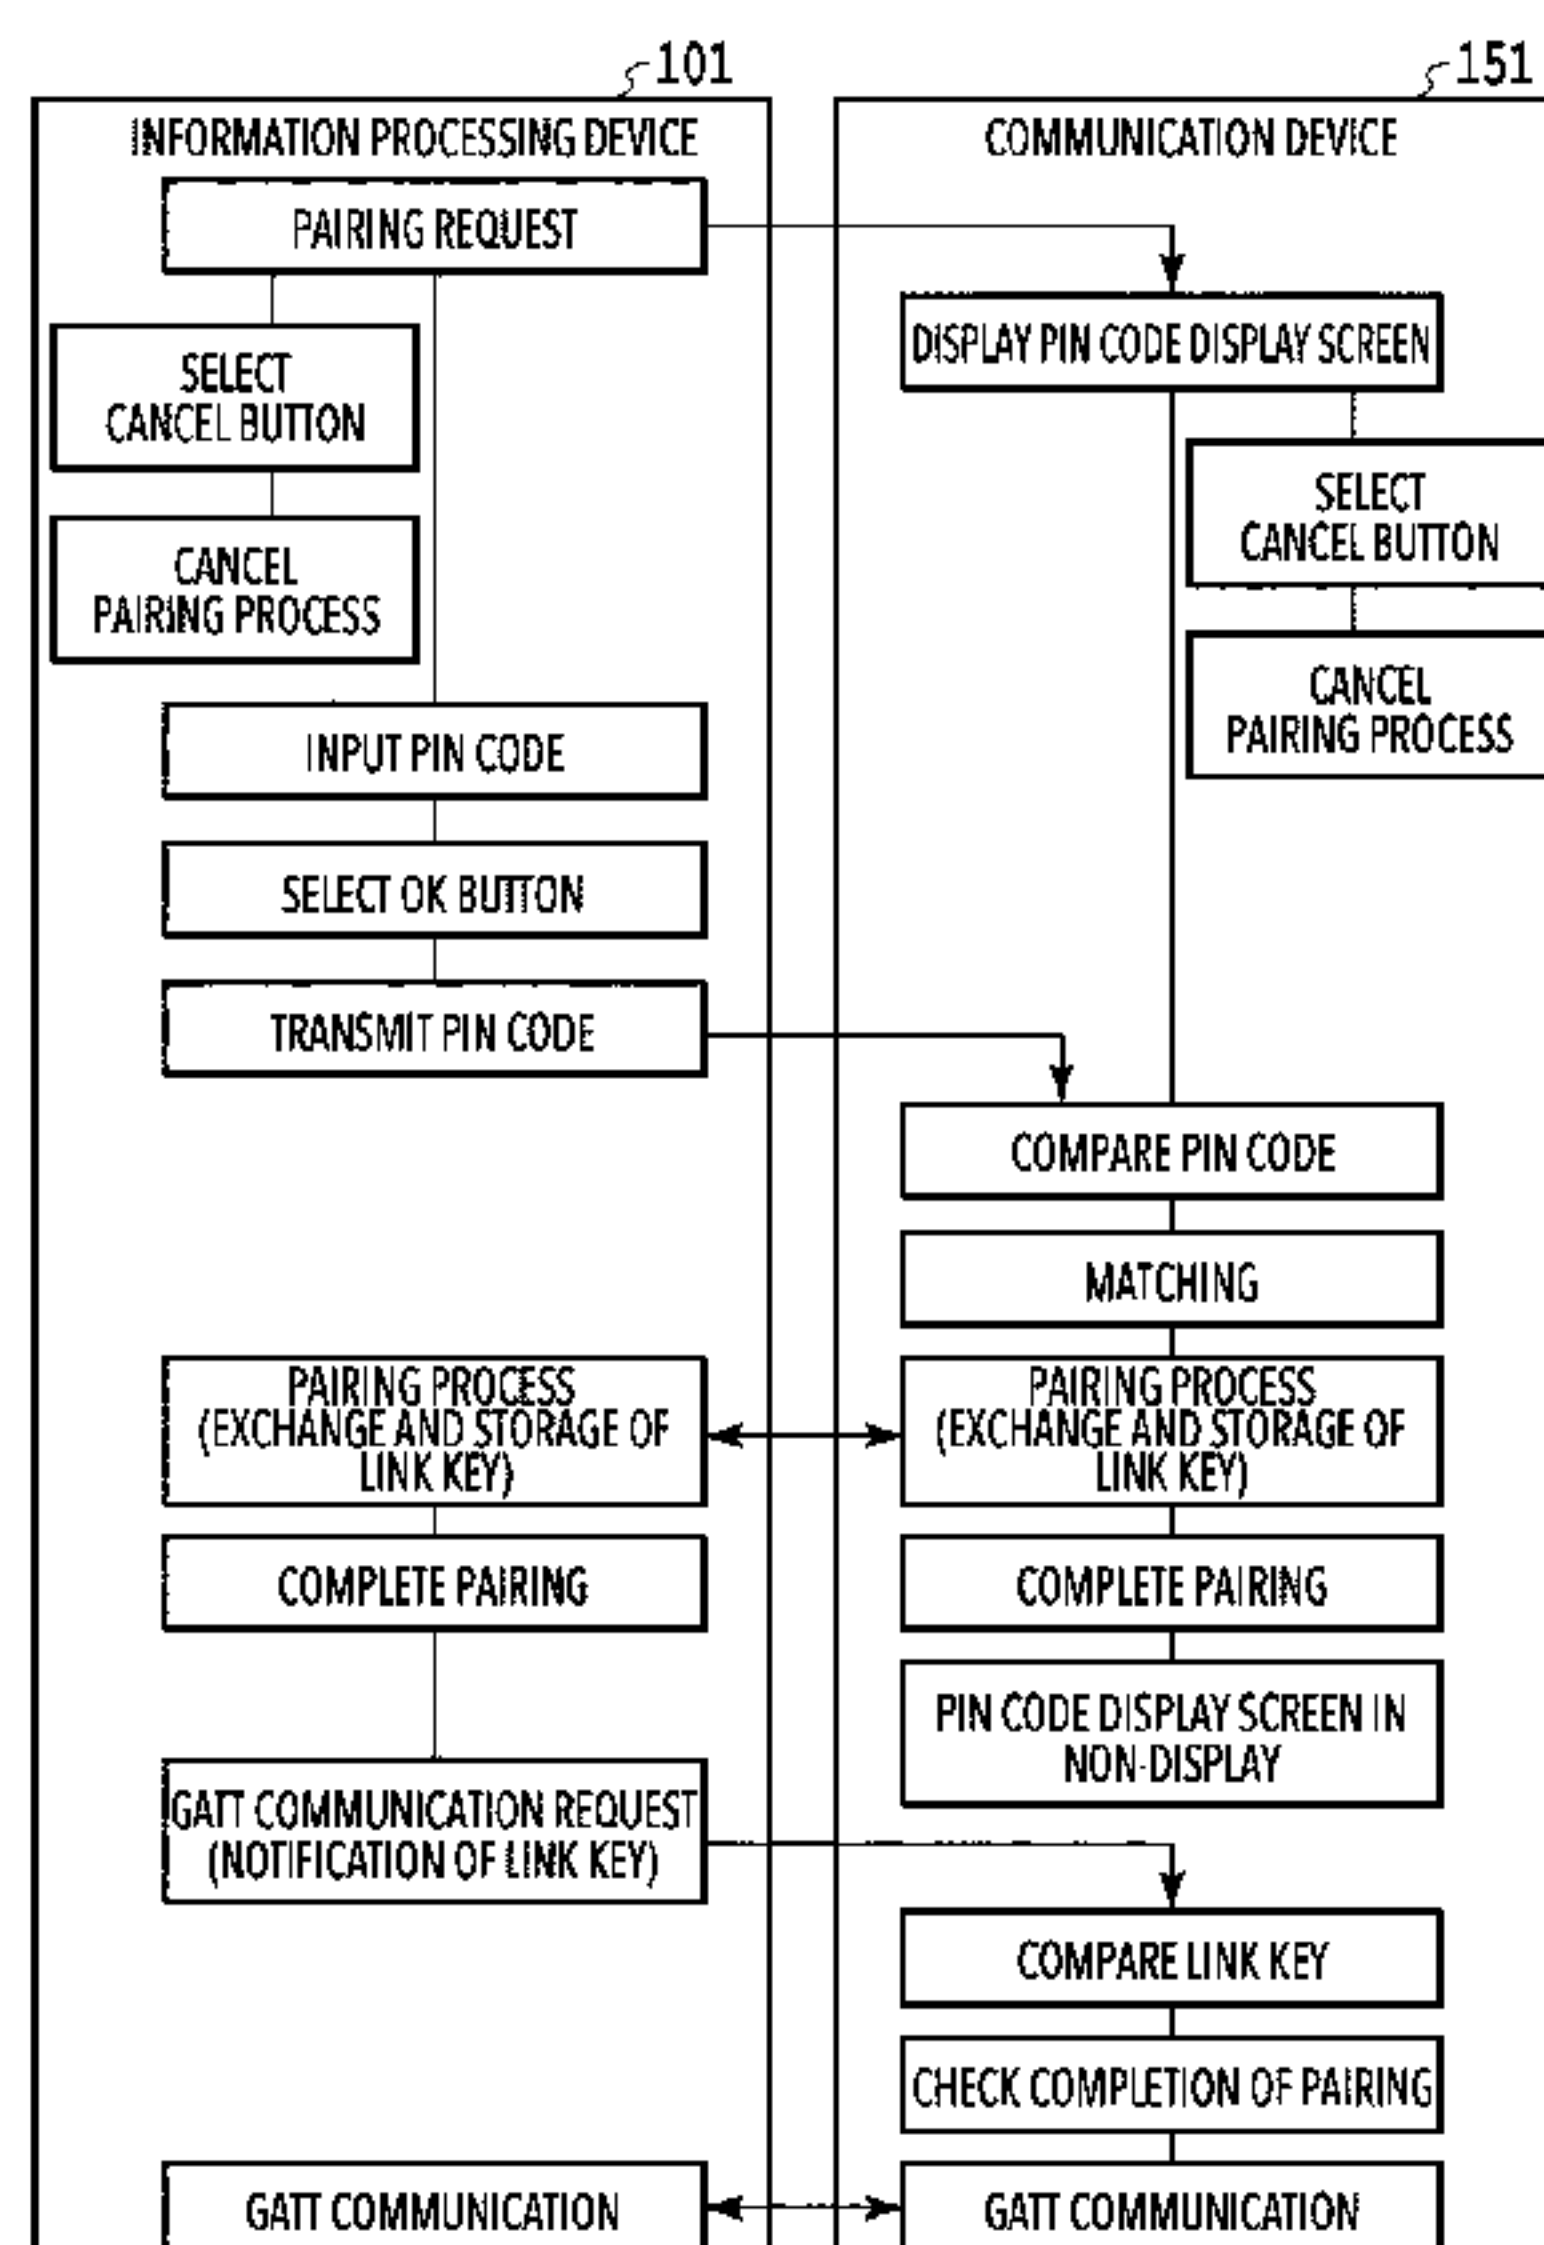 101
INFORMATION PROCESSING DEVICE
PAIRING REQUEST
SELECT
CANCEL BUTTON
CANCEL
PAIRING PROCESS
INPUT PIN CODE
SELECT OK BUTTON
TRANSMIT PIN CODE
PAIRING PROCESS
(EXCHANGE AND STORAGE OF
LINK KEY)
COMPLETE PAIRING
GATT COMMUNICATION REQUEST
(NOTIFICATION OF LINK KEY)
GATT COMMUNICATION
151
COMMUNICATION DEVICE
DISPLAY PIN CODE DISPLAY SCREEN
SELECT
CANCEL BUTTON
CANCEL
PAIRING PROCESS
COMPARE PIN CODE
MATCHING
PAIRING PROCESS
(EXCHANGE AND STORAGE OF
LINK KEY)
COMPLETE PAIRING
PIN CODE DISPLAY SCREEN IN
NON-DISPLAY
COMPARE LINK KEY
CHECK COMPLETION OF PAIRING
GATT COMMUNICATION